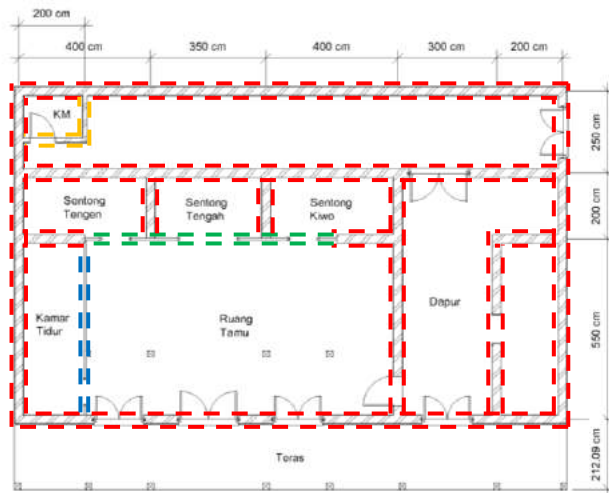 200 cm
400 cm
350 cm
400 cm
300 cm
200 cm
KM
250 cm
Sentong
Tengen
Sentong
Tengah
Sentong
Kiwo
200 cm
Kamar
Tidur
Ruang
Tamu
Dapur
550 cm
Teras
212.09 cm